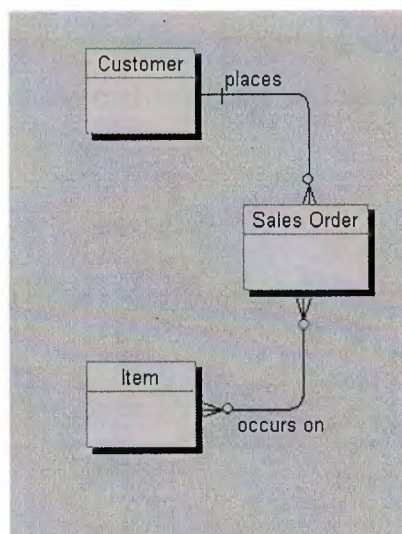 Customer
places
Sales Order
Item
occurs on